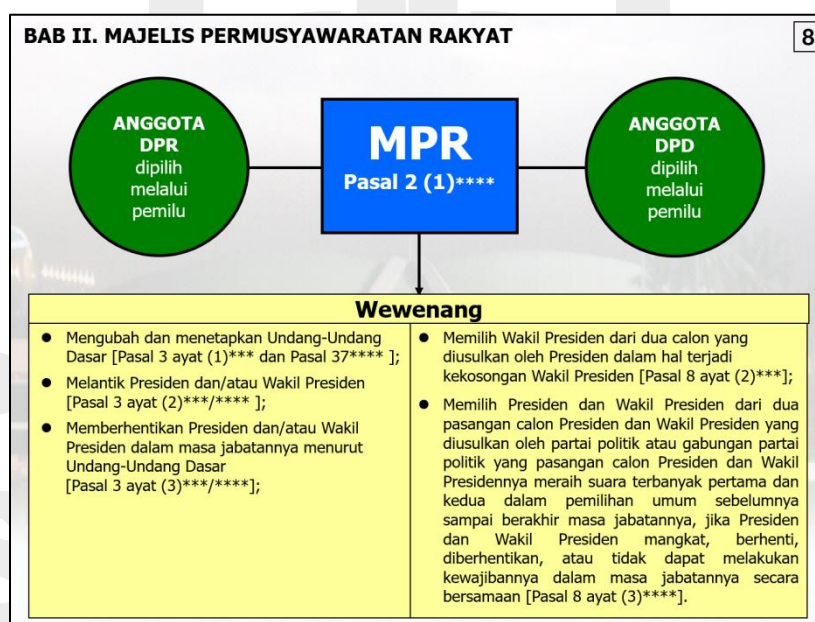 BAB II. MAJELIS PERMUSYAWARATAN RAKYAT
8
ANGGOTA
DPR
dipilih
melalui
pemilu
MPR
Pasal 2 (1)****
ANGGOTA
DPD
dipilih
melalui
pemilu
Wewenang
● Mengubah dan menetapkan Undang-Undang
Dasar [Pasal 3 ayat (1)*** dan Pasal 37**** ];
● Melantik Presiden dan/atau Wakil Presiden
[Pasal 3 ayat (2)***/**** ];
● Memberhentikan Presiden dan/atau Wakil
Presiden dalam masa jabatannya menurut
Undang-Undang Dasar
[Pasal 3 ayat (3)***/****];
● Memilih Wakil Presiden dari dua calon yang
diusulkan oleh Presiden dalam hal terjadi
kekosongan Wakil Presiden [Pasal 8 ayat (2)***];
● Memilih Presiden dan Wakil Presiden dari dua
pasangan calon Presiden dan Wakil Presiden yang
diusulkan oleh partai politik atau gabungan partai
politik yang pasangan calon Presiden dan Wakil
Presidennya meraih suara terbanyak pertama dan
kedua dalam pemilihan umum sebelumnya
sampai berakhir masa jabatannya, jika Presiden
dan Wakil Presiden mangkat, berhenti,
diberhentikan, atau tidak dapat melakukan
kewajibannya dalam masa jabatannya secara
bersamaan [Pasal 8 ayat (3)****].